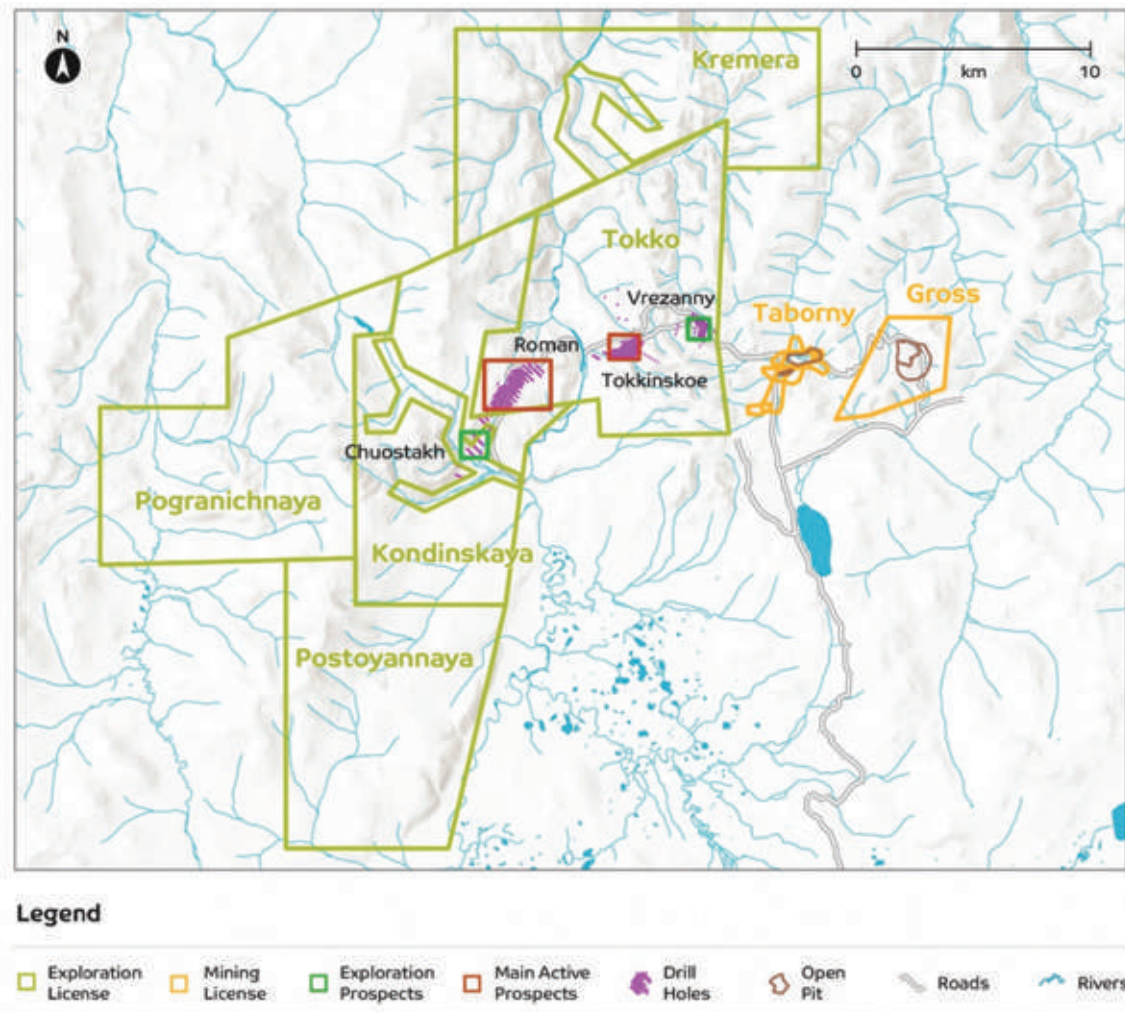 N
Kremera
0 km 10
Tokko
Vrezanny
Gross
Taborny
Roman
Tokkinskoe
Chuostakh
Pogranichnaya
Kondinskaya
Postoyannaya
Legend
Exploration
License
Mining
License
Exploration
Prospects
Main Active
Prospects
Drill
Holes
Open
Pit
Roads
Rivers